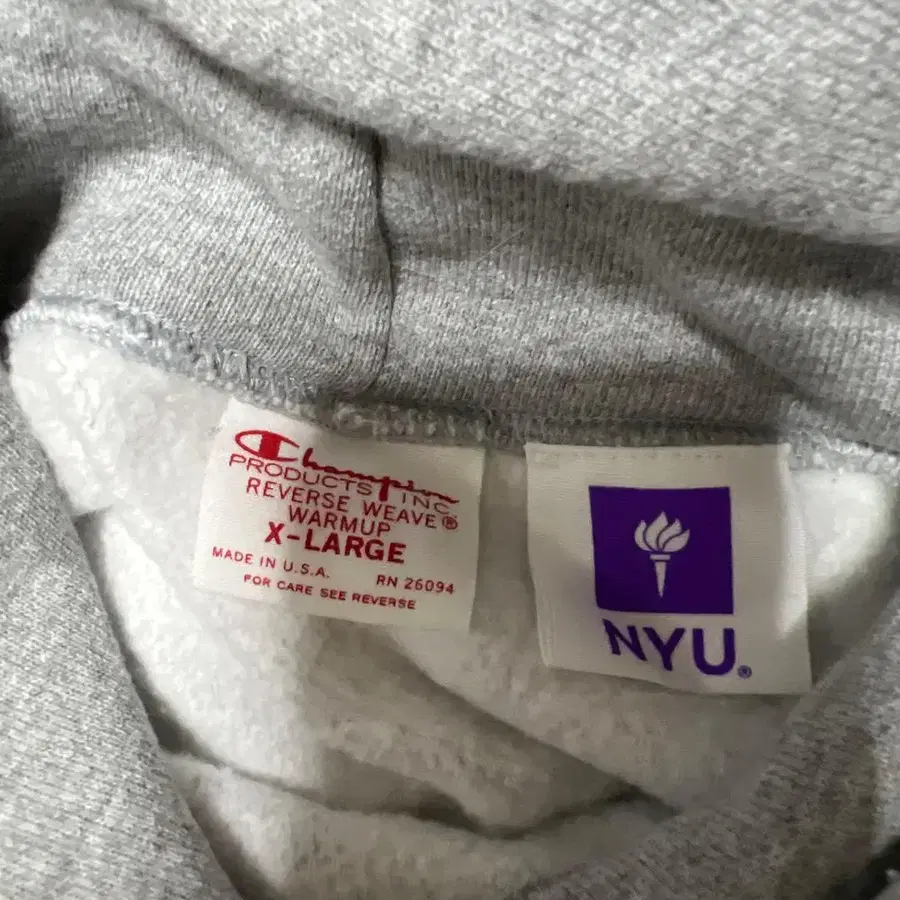 Champion
PRODUCTS INC.
REVERSE WEAVE®
WARMUP
X-LARGE
MADE IN U.S.A. RN 26094
FOR CARE SEE REVERSE
NYU®